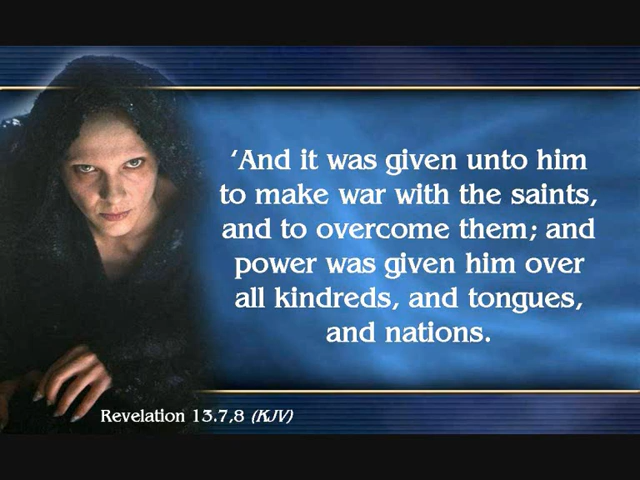 ‘And it was given unto him
to make war with the saints,
and to overcome them; and
power was given him over
all kindreds, and tongues,
and nations.
Revelation 13.7,8 (KJV)